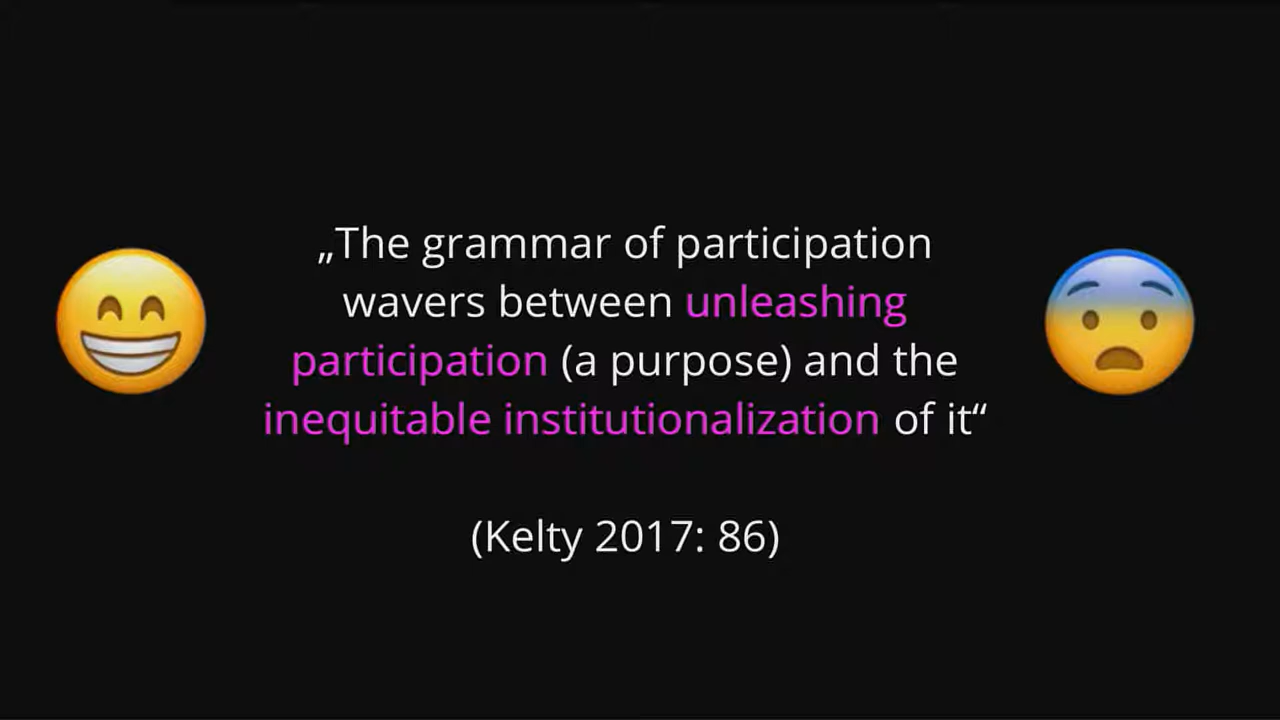 „The grammar of participation
wavers between unleashing
participation (a purpose) and the
inequitable institutionalization of it“
(Kelty 2017: 86)